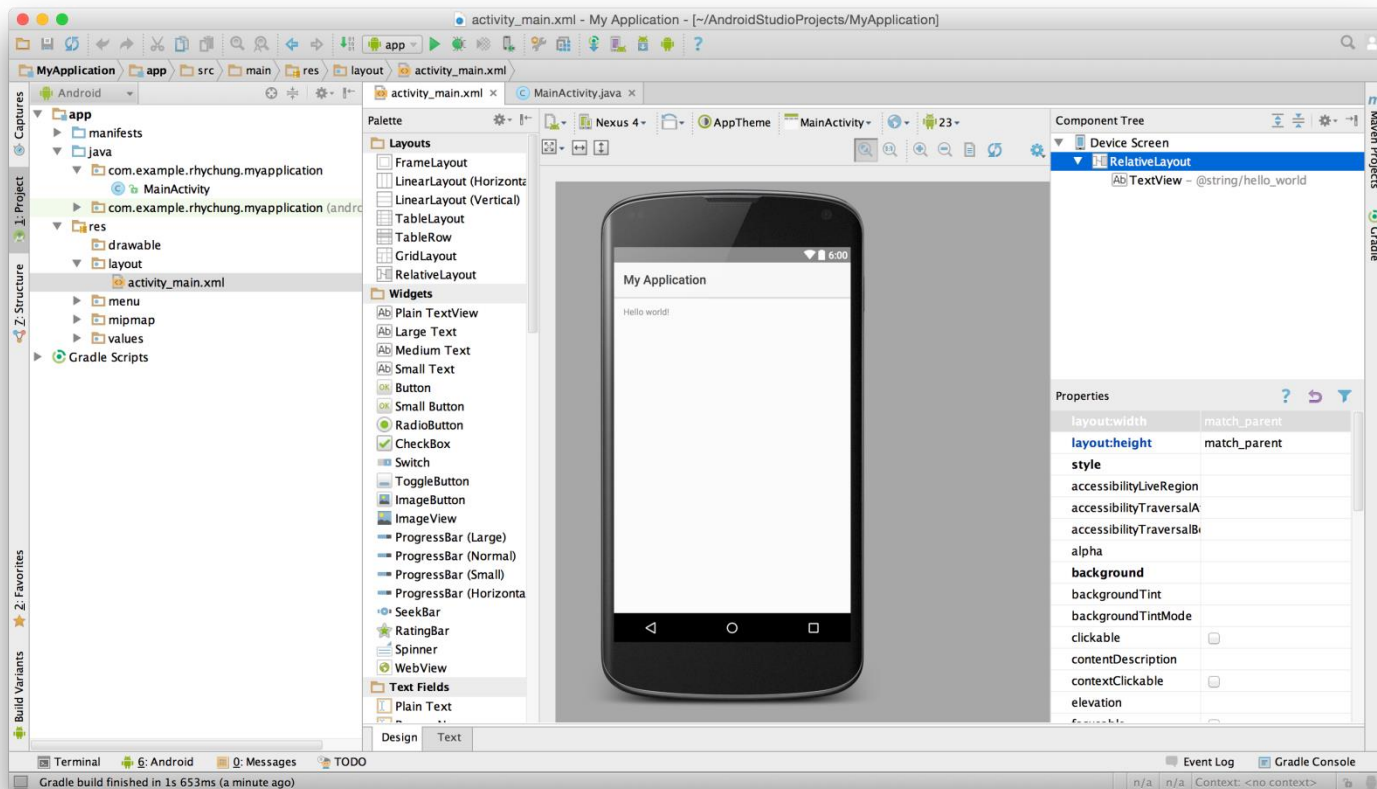 activity_main.xml - My Application - [~/AndroidStudioProjects/MyApplication]
app
MyApplication app src main res layout activity_main.xml
Captures
1: Project
Z: Structure
2: Favorites
Build Variants
Android
app
manifests
java
com.example.rhychung.myapplication
MainActivity
com.example.rhychung.myapplication (andro
res
drawable
layout
activity_main.xml
menu
mipmap
values
Gradle Scripts
activity_main.xml × MainActivity.java ×
Palette
Layouts
FrameLayout
LinearLayout (Horizonta
LinearLayout (Vertical)
TableLayout
TableRow
GridLayout
RelativeLayout
Widgets
Ab Plain TextView
Ab Large Text
Ab Medium Text
Ab Small Text
OK Button
OK Small Button
RadioButton
CheckBox
Switch
ToggleButton
ImageButton
ImageView
ProgressBar (Large)
ProgressBar (Normal)
ProgressBar (Small)
ProgressBar (Horizonta
SeekBar
RatingBar
Spinner
WebView
Text Fields
Plain Text
Design Text
Nexus 4 AppTheme MainActivity 23
6:00
My Application
Hello world!
Component Tree
Device Screen
RelativeLayout
Ab TextView – @string/hello_world
Properties ?
layout:width match_parent
layout:height match_parent
style
accessibilityLiveRegion
accessibilityTraversalA
accessibilityTraversalB
alpha
background
backgroundTint
backgroundTintMode
clickable
contentDescription
contextClickable
elevation
Maven Projects
Gradle
Terminal 6: Android 0: Messages TODO Event Log Gradle Console
Gradle build finished in 1s 653ms (a minute ago) n/a n/a Context: <no context>